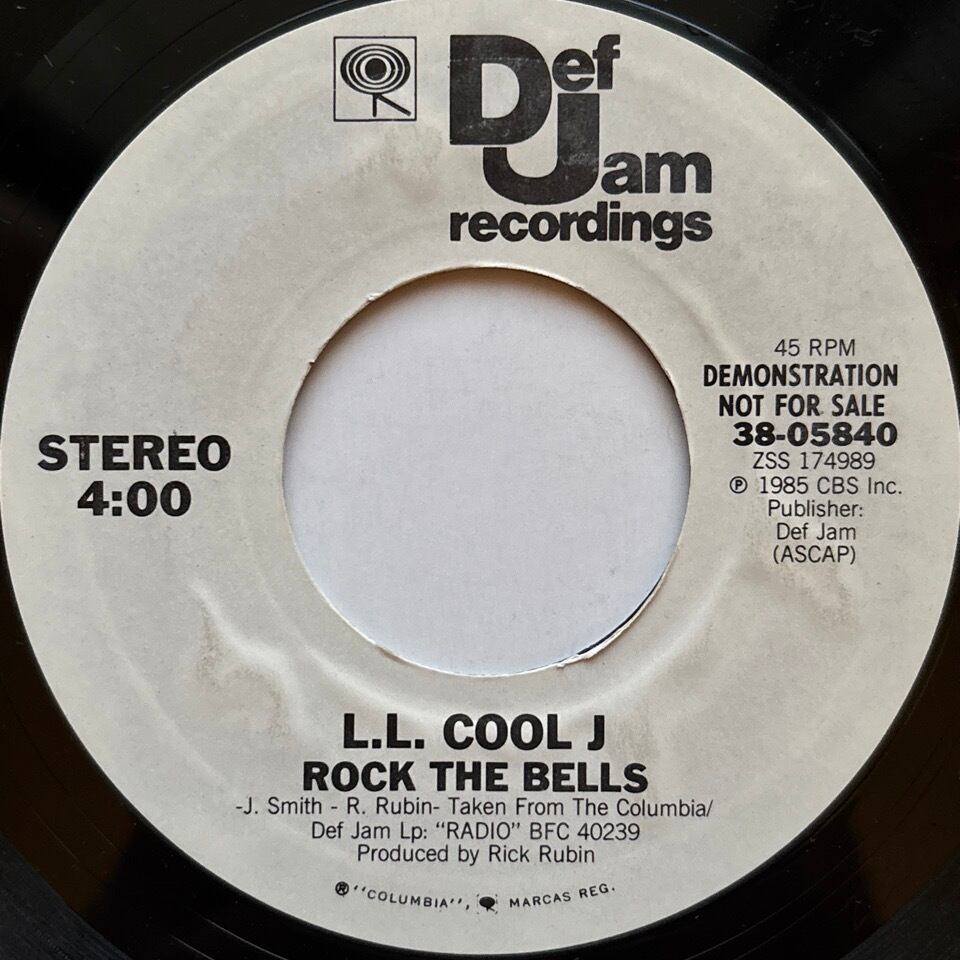 Def Jam
recordings
45 RPM
DEMONSTRATION
NOT FOR SALE
38-05840
ZSS 174989
℗ 1985 CBS Inc.
Publisher:
Def Jam
(ASCAP)
STEREO
4:00
L.L. COOL J
ROCK THE BELLS
-J. Smith - R. Rubin- Taken From The Columbia/
Def Jam Lp: “RADIO” BFC 40239
Produced by Rick Rubin
® "COLUMBIA", MARCAS REG.